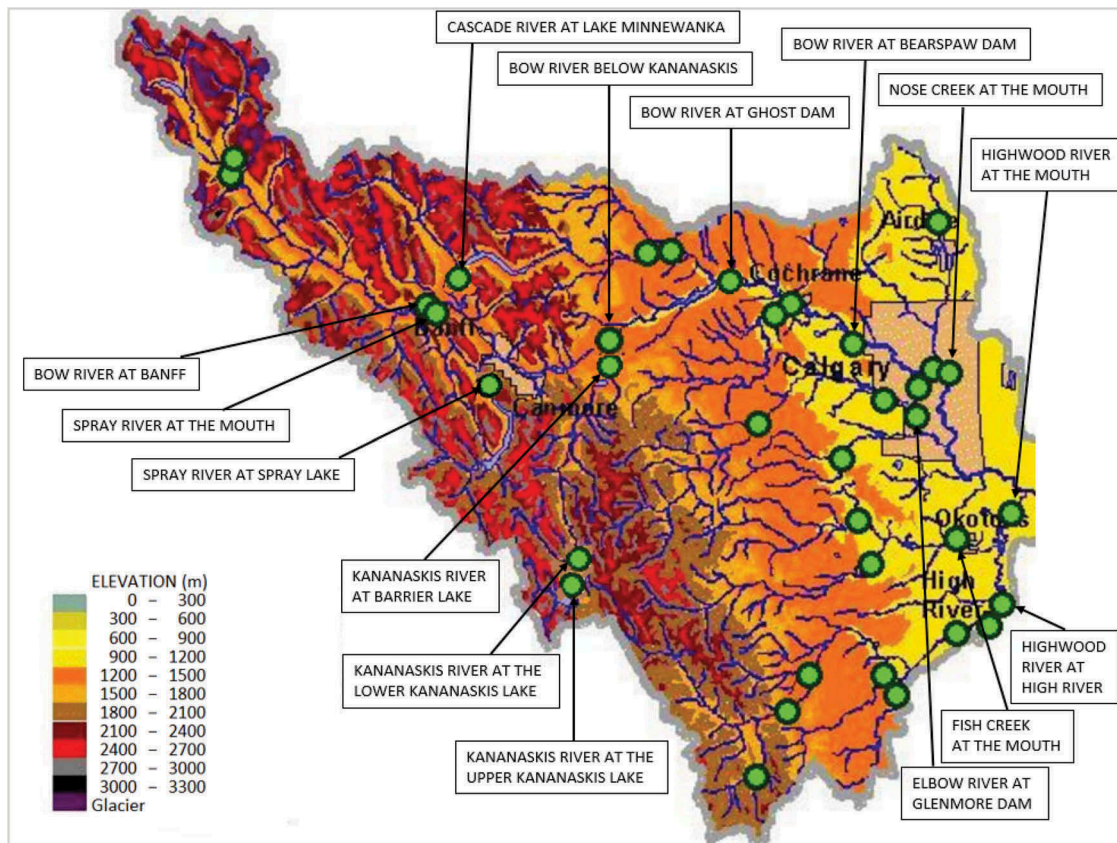 CASCADE RIVER AT LAKE MINNEWANKA
BOW RIVER BELOW KANANASKIS
BOW RIVER AT GHOST DAM
BOW RIVER AT BEARSPAW DAM
NOSE CREEK AT THE MOUTH
HIGHWOOD RIVER
AT THE MOUTH
Airdrie
Cochrane
Banff
Calgary
Canmore
BOW RIVER AT BANFF
SPRAY RIVER AT THE MOUTH
SPRAY RIVER AT SPRAY LAKE
Okotoks
High
River
KANANASKIS RIVER
AT BARRIER LAKE
KANANASKIS RIVER AT THE
LOWER KANANASKIS LAKE
KANANASKIS RIVER AT THE
UPPER KANANASKIS LAKE
HIGHWOOD
RIVER AT
HIGH RIVER
FISH CREEK
AT THE MOUTH
ELBOW RIVER AT
GLENMORE DAM
ELEVATION (m)
0 – 300
300 – 600
600 – 900
900 – 1200
1200 – 1500
1500 – 1800
1800 – 2100
2100 – 2400
2400 – 2700
2700 – 3000
3000 – 3300
Glacier